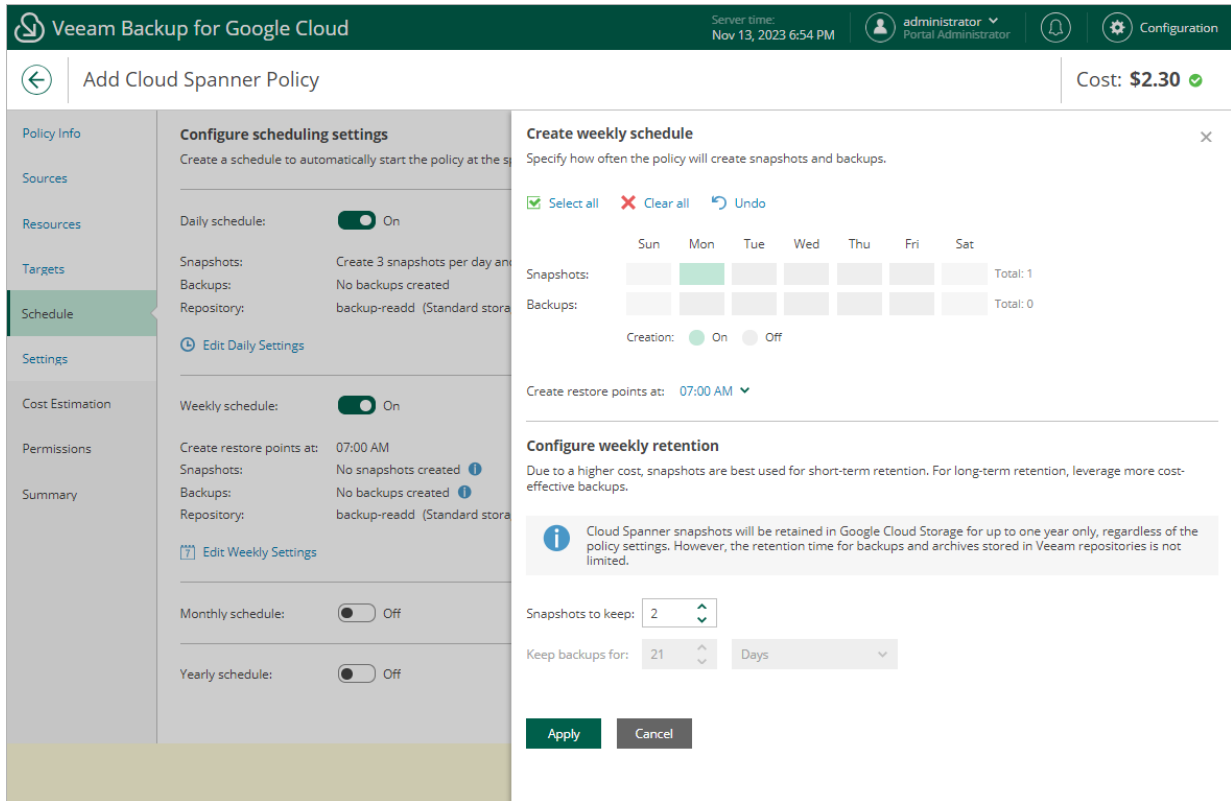 Veeam Backup for Google Cloud
Server time:
Nov 13, 2023 6:54 PM
administrator
Portal Administrator
Configuration
Add Cloud Spanner Policy
Cost: $2.30
Policy Info
Sources
Resources
Targets
Schedule
Settings
Cost Estimation
Permissions
Summary
Configure scheduling settings
Create a schedule to automatically start the policy at the
Daily schedule: On
Snapshots: Create 3 snapshots per day
Backups: No backups created
Repository: backup-readd (Standard
Edit Daily Settings
Weekly schedule: On
Create restore points at: 07:00 AM
Snapshots: No snapshots created
Backups: No backups created
Repository: backup-readd (Standard
7 Edit Weekly Settings
Monthly schedule: Off
Yearly schedule: Off
Create weekly schedule
Specify how often the policy will create snapshots and backups.
Select all Clear all Undo
Sun Mon Tue Wed Thu Fri Sat
Snapshots: Total: 1
Backups: Total: 0
Creation: On Off
Create restore points at: 07:00 AM
Configure weekly retention
Due to a higher cost, snapshots are best used for short-term retention. For long-term retention, leverage more cost-
effective backups.
Cloud Spanner snapshots will be retained in Google Cloud Storage for up to one year only, regardless of the
policy settings. However, the retention time for backups and archives stored in Veeam repositories is not
limited.
Snapshots to keep: 2
Keep backups for: 21 Days
Apply Cancel